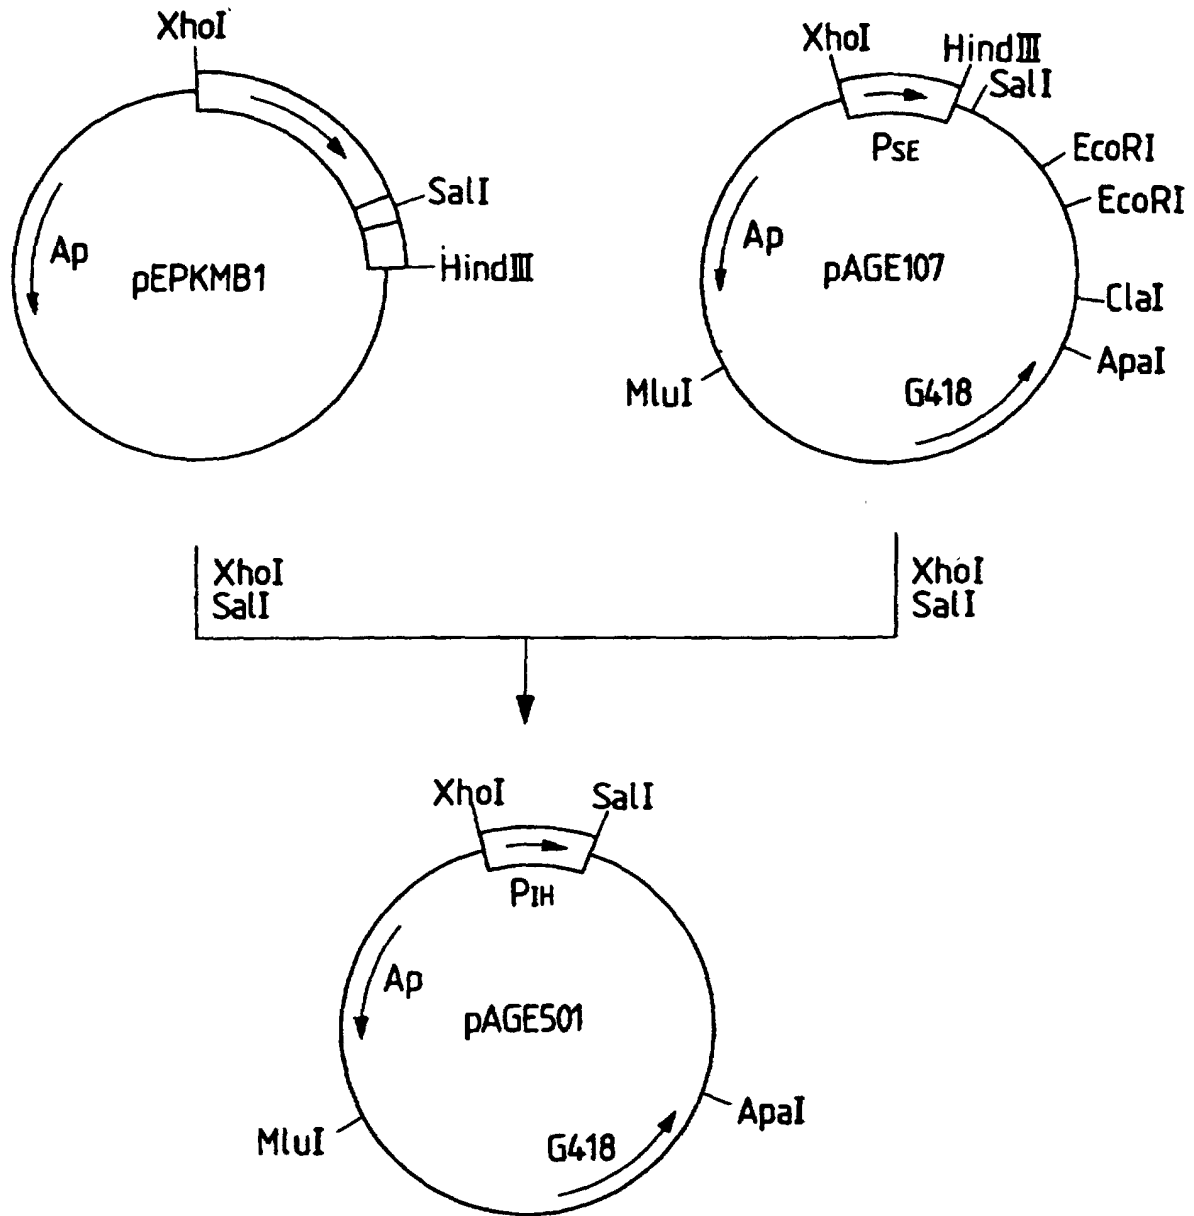 XhoI
SalI
HindIII
Ap
pEPKMB1
XhoI
HindIII
SalI
PSE
EcoRI
EcoRI
Ap
pAGE107
ClaI
ApaI
MluI
G418
XhoI
SalI
XhoI
SalI
XhoI
SalI
PIH
Ap
pAGE501
ApaI
MluI
G418